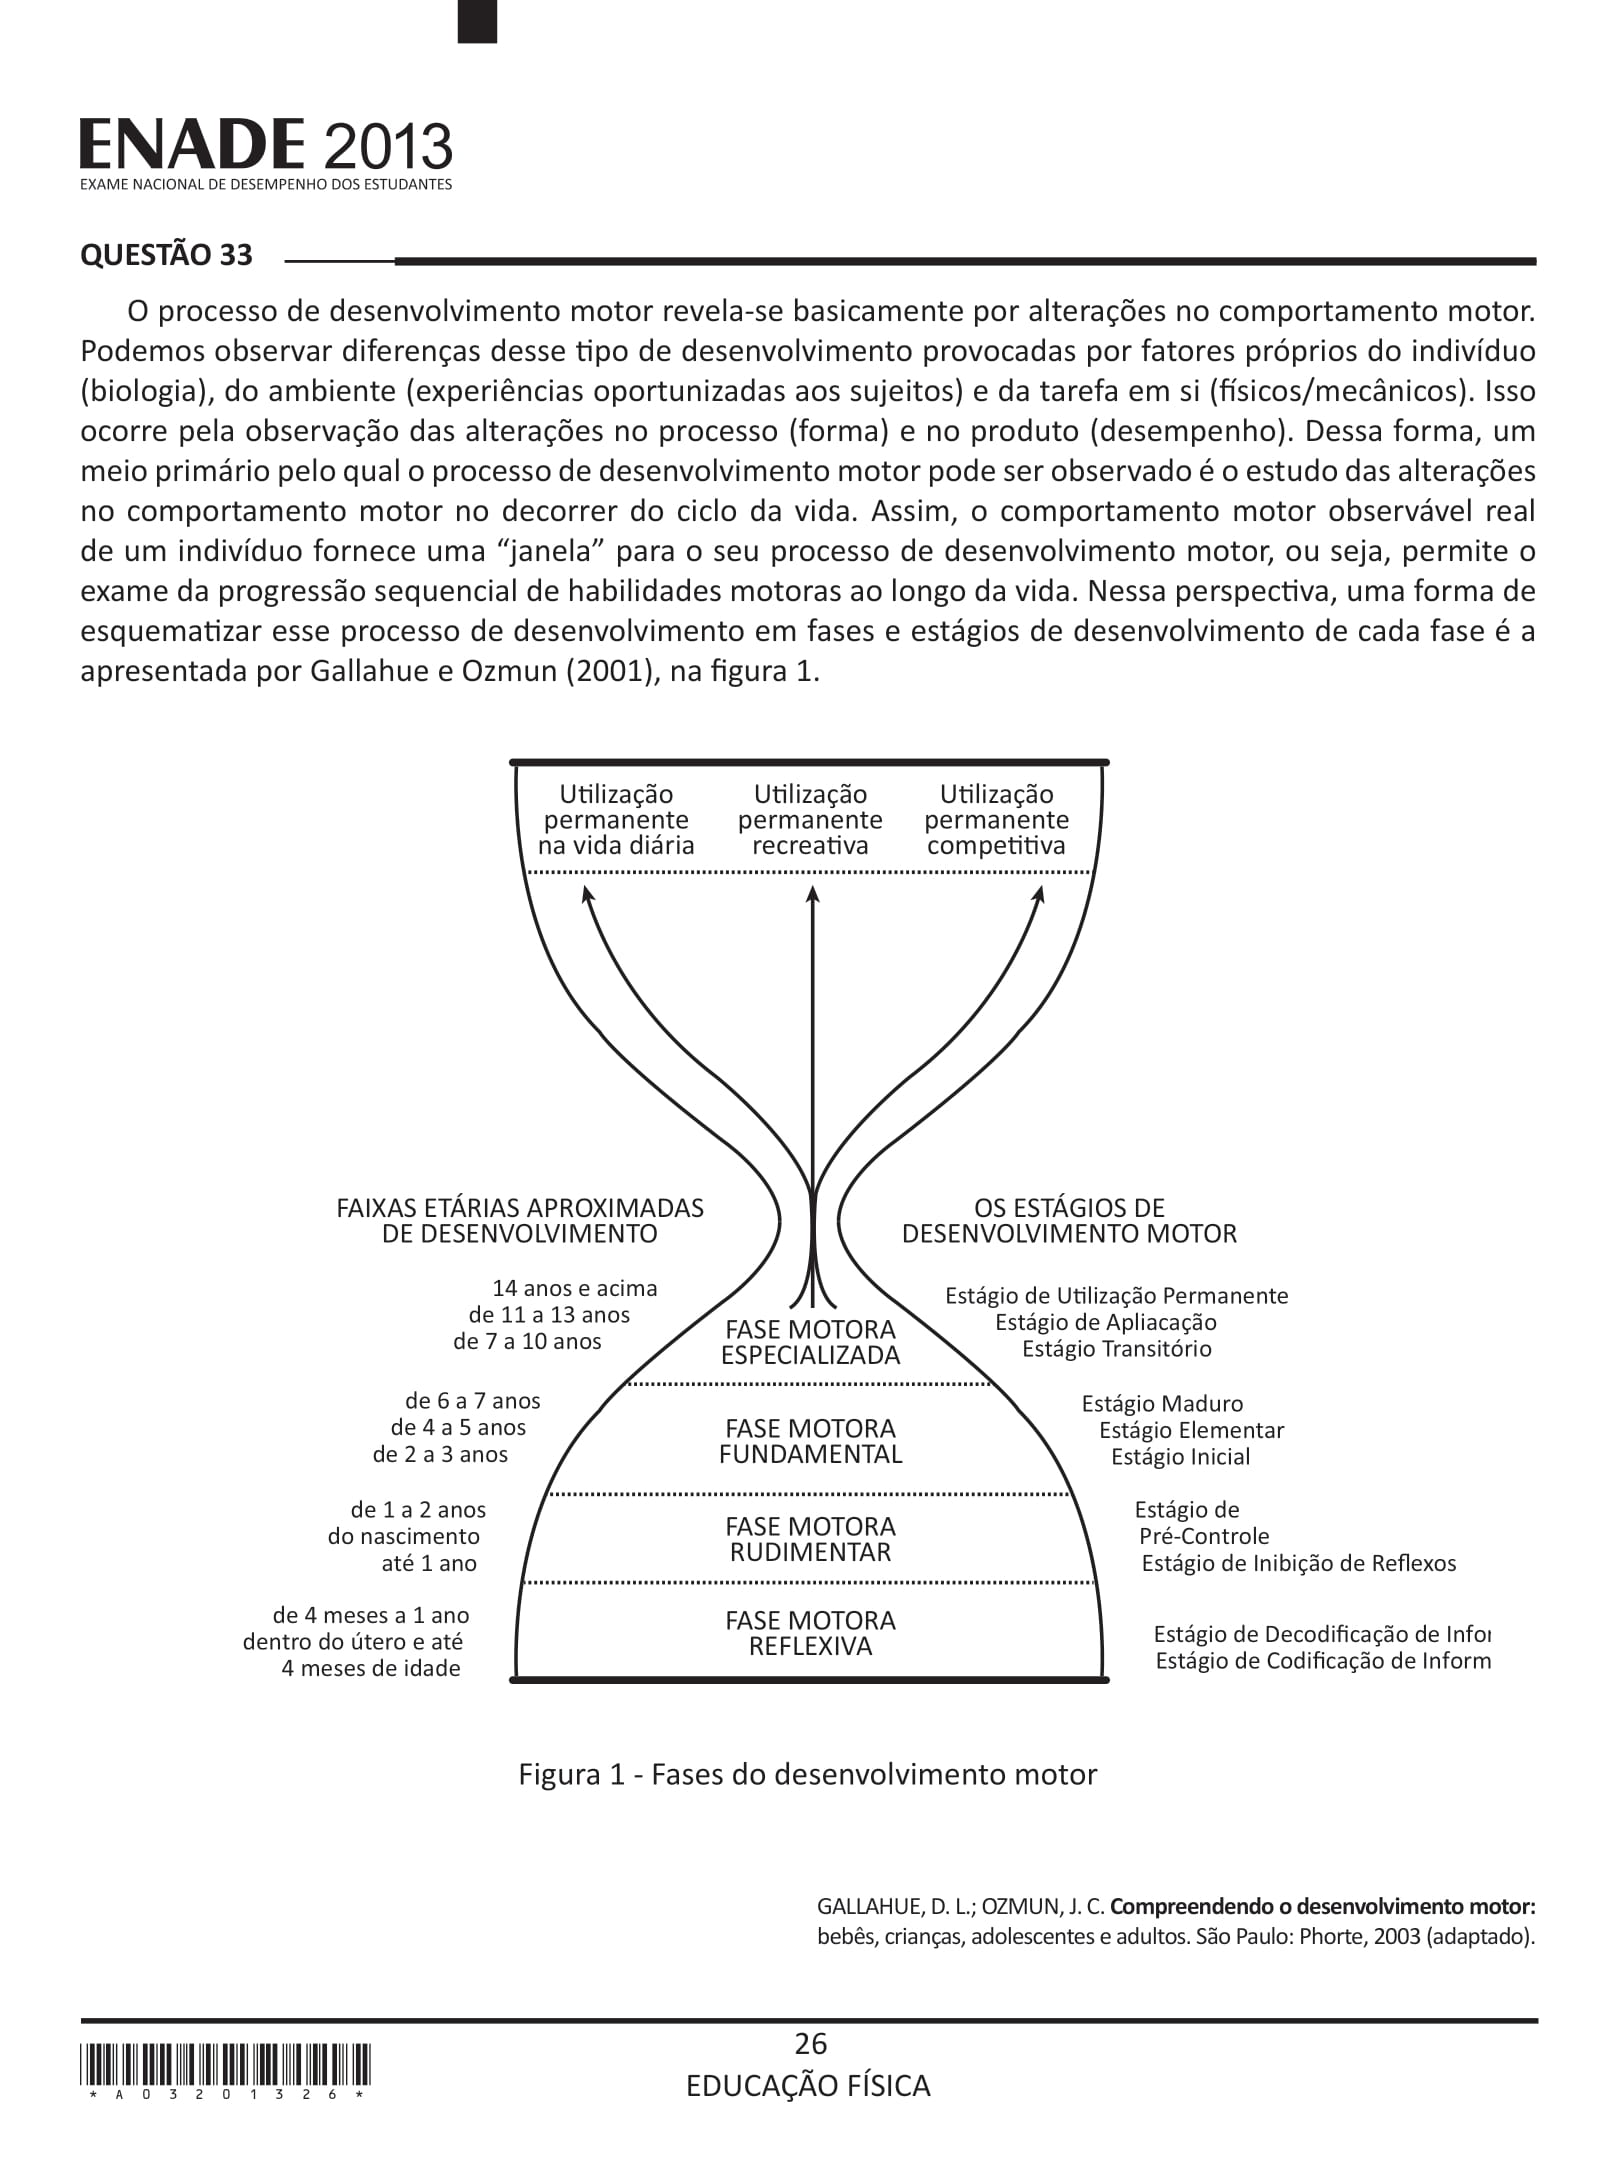 ENADE 2013
EXAME NACIONAL DE DESEMPENHO DOS ESTUDANTES
QUESTÃO 33
O processo de desenvolvimento motor revela-se basicamente por alterações no comportamento motor.
Podemos observar diferenças desse tipo de desenvolvimento provocadas por fatores próprios do indivíduo
(biologia), do ambiente (experiências oportunizadas aos sujeitos) e da tarefa em si (físicos/mecânicos). Isso
ocorre pela observação das alterações no processo (forma) e no produto (desempenho). Dessa forma, um
meio primário pelo qual o processo de desenvolvimento motor pode ser observado é o estudo das alterações
no comportamento motor no decorrer do ciclo da vida. Assim, o comportamento motor observável real
de um indivíduo fornece uma “janela” para o seu processo de desenvolvimento motor, ou seja, permite o
exame da progressão sequencial de habilidades motoras ao longo da vida. Nessa perspectiva, uma forma de
esquematizar esse processo de desenvolvimento em fases e estágios de desenvolvimento de cada fase é a
apresentada por Gallahue e Ozmun (2001), na figura 1.
Utilização
permanente
na vida diária
Utilização
permanente
recreativa
Utilização
permanente
competitiva
FAIXAS ETÁRIAS APROXIMADAS
DE DESENVOLVIMENTO
OS ESTÁGIOS DE
DESENVOLVIMENTO MOTOR
14 anos e acima
de 11 a 13 anos
de 7 a 10 anos
FASE MOTORA
ESPECIALIZADA
Estágio de Utilização Permanente
Estágio de Apliacação
Estágio Transitório
de 6 a 7 anos
de 4 a 5 anos
de 2 a 3 anos
FASE MOTORA
FUNDAMENTAL
Estágio Maduro
Estágio Elementar
Estágio Inicial
de 1 a 2 anos
do nascimento
até 1 ano
FASE MOTORA
RUDIMENTAR
Estágio de
Pré-Controle
Estágio de Inibição de Reflexos
de 4 meses a 1 ano
dentro do útero e até
4 meses de idade
FASE MOTORA
REFLEXIVA
Estágio de Decodificação de Infor
Estágio de Codificação de Inform
Figura 1 - Fases do desenvolvimento motor
GALLAHUE, D. L.; OZMUN, J. C. Compreendendo o desenvolvimento motor:
bebês, crianças, adolescentes e adultos. São Paulo: Phorte, 2003 (adaptado).
26
EDUCAÇÃO FÍSICA
* A 0 3 2 0 1 3 2 6 *